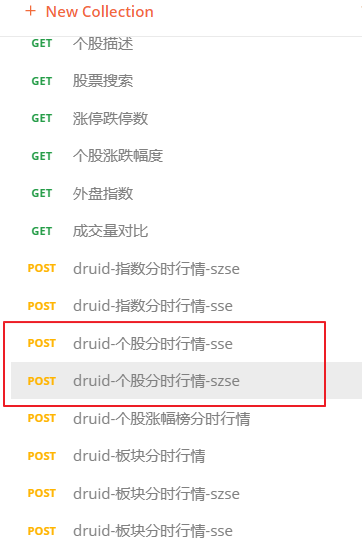 + New Collection
GET 个股描述
GET 股票搜索
GET 涨停跌停数
GET 个股涨跌幅度
GET 外盘指数
GET 成交量对比
POST druid-指数分时行情-szse
POST druid-指数分时行情-sse
POST druid-个股分时行情-sse
POST druid-个股分时行情-szse
POST druid-个股涨幅榜分时行情
POST druid-板块分时行情
POST druid-板块分时行情-szse
POST druid-板块分时行情-sse